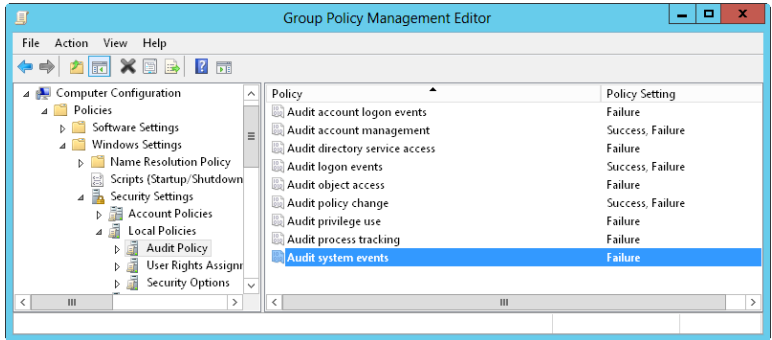 Group Policy Management Editor
File Action View Help
Computer Configuration
Policies
Software Settings
Windows Settings
Name Resolution Policy
Scripts (Startup/Shutdown
Security Settings
Account Policies
Local Policies
Audit Policy
User Rights Assignr
Security Options
Policy Policy Setting
Audit account logon events Failure
Audit account management Success, Failure
Audit directory service access Failure
Audit logon events Success, Failure
Audit object access Failure
Audit policy change Success, Failure
Audit privilege use Failure
Audit process tracking Failure
Audit system events Failure